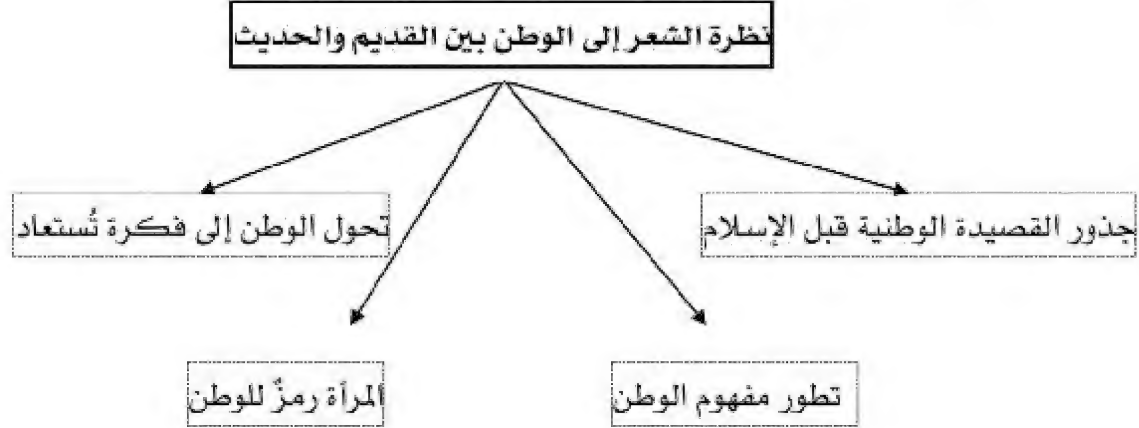 نظرة الشعر إلى الوطن بين القديم والحديث
جذور القصيدة الوطنية قبل الإسلام
تحول الوطن إلى فكرة تُستعاد
تطور مفهوم الوطن
المرأة رمزٌ للوطن